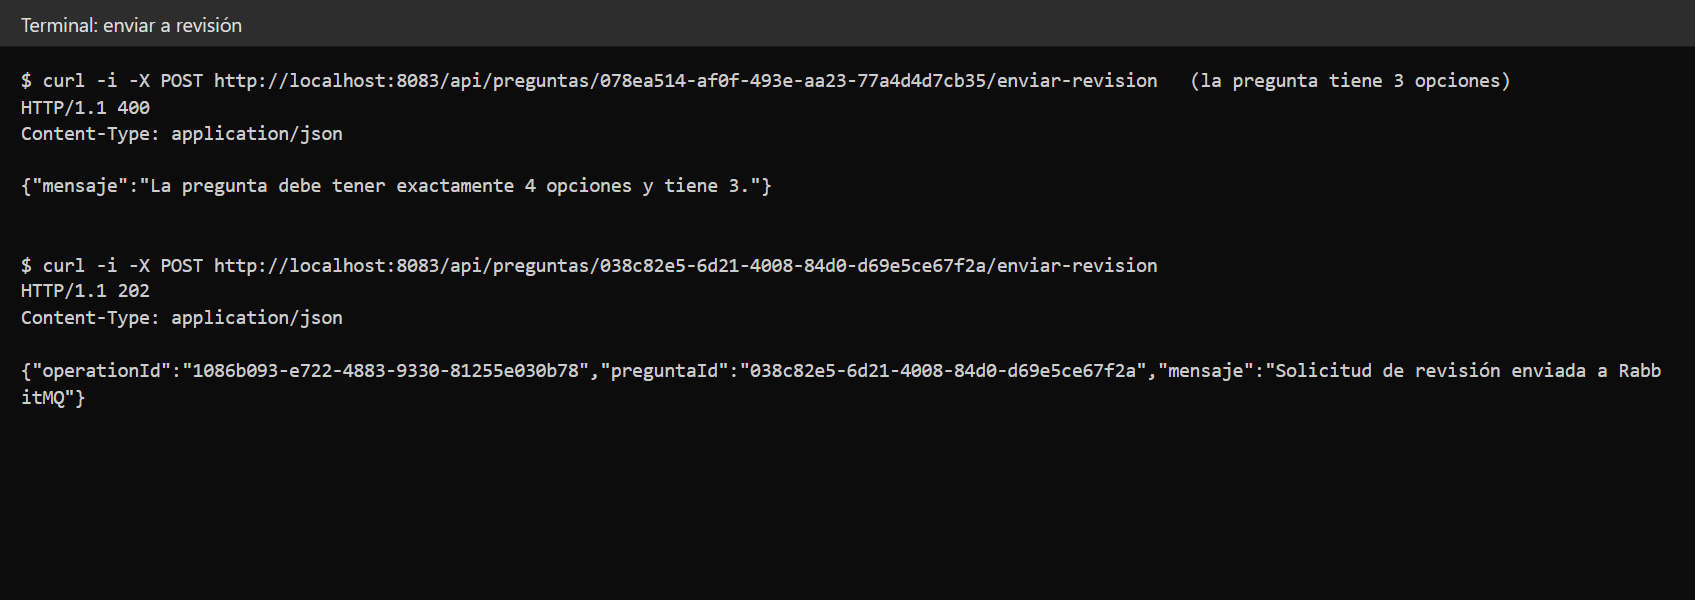 Terminal: enviar a revisión
$ curl -i -X POST http://localhost:8083/api/preguntas/078ea514-af0f-493e-aa23-77a4d4d7cb35/enviar-revision   (la pregunta tiene 3 opciones)
HTTP/1.1 400
Content-Type: application/json
{"mensaje":"La pregunta debe tener exactamente 4 opciones y tiene 3."}
$ curl -i -X POST http://localhost:8083/api/preguntas/038c82e5-6d21-4008-84d0-d69e5ce67f2a/enviar-revision
HTTP/1.1 202
Content-Type: application/json
{"operationId":"1086b093-e722-4883-9330-81255e030b78","preguntaId":"038c82e5-6d21-4008-84d0-d69e5ce67f2a","mensaje":"Solicitud de revisión enviada a Rabb
itMQ"}